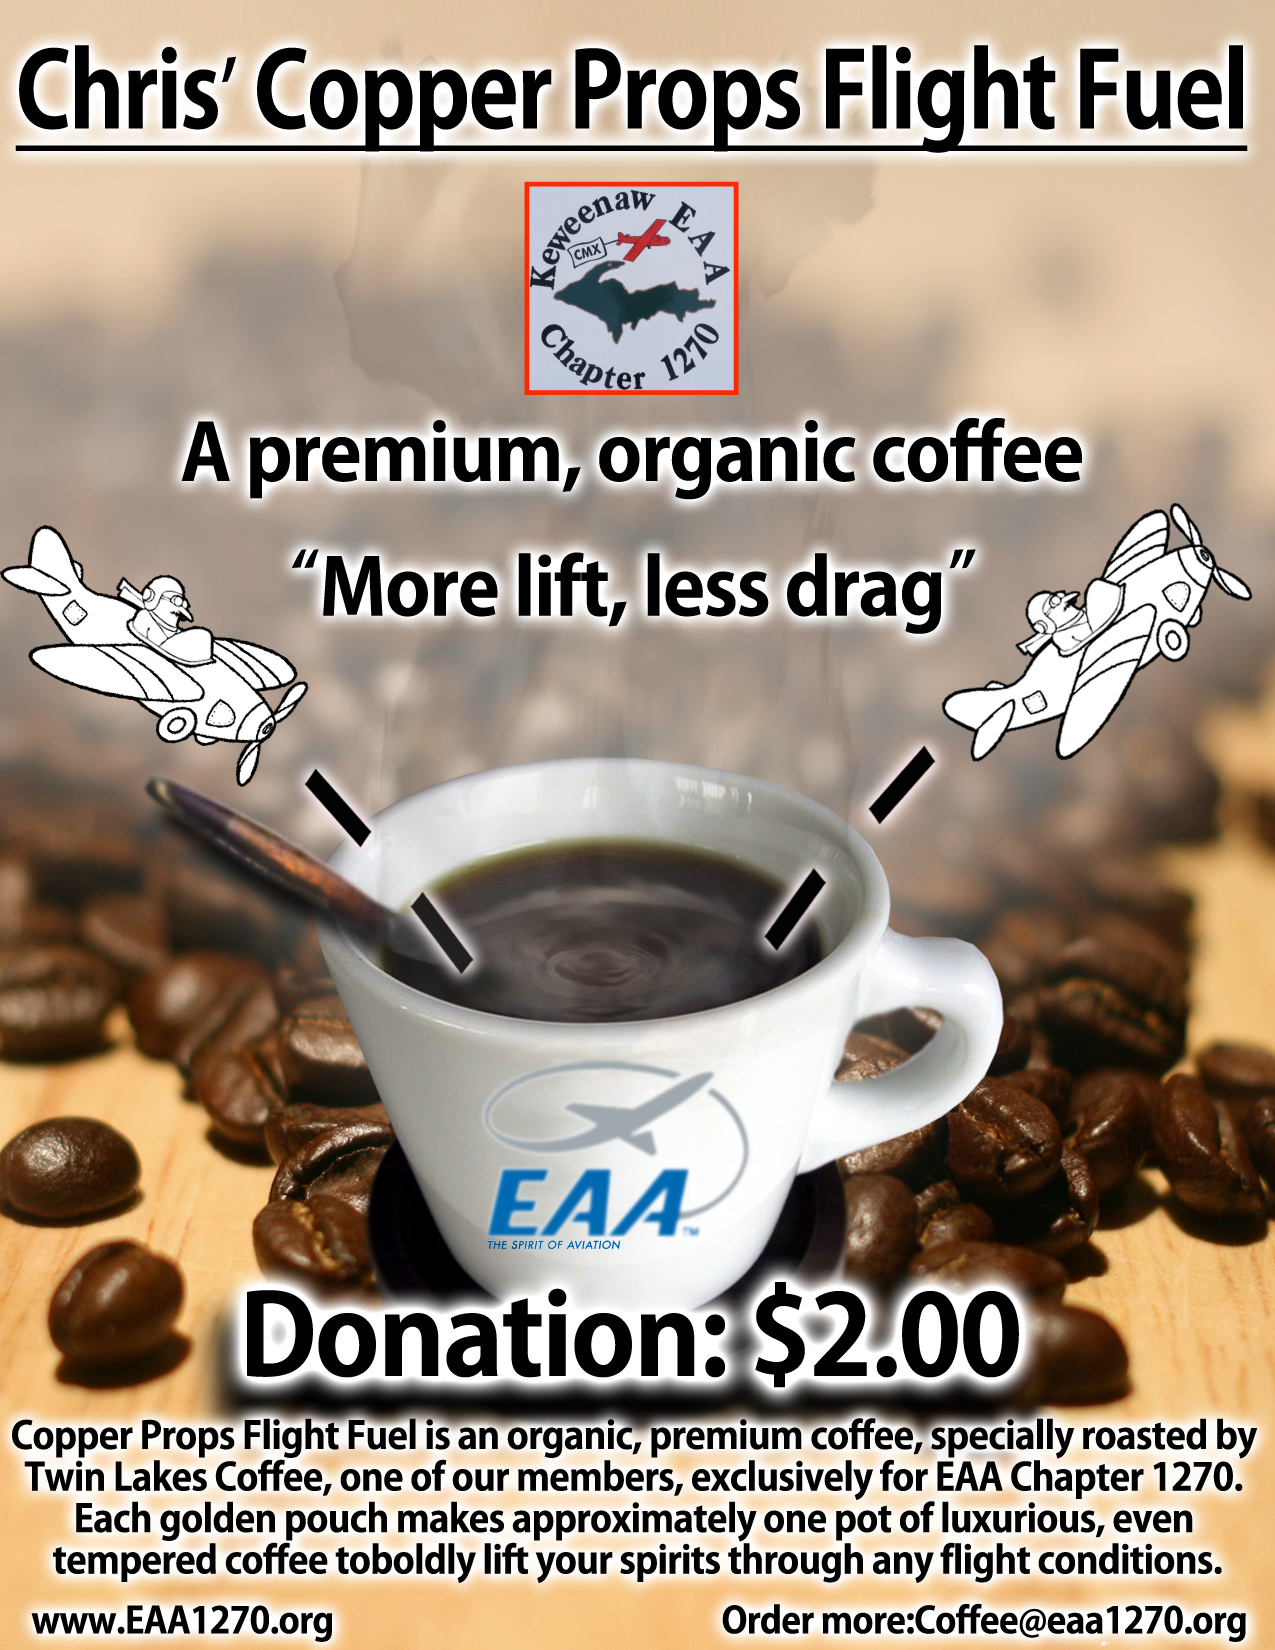 Chris’ Copper Props Flight Fuel
Keweenaw EAA
CMX
Chapter 1270
A premium, organic coffee
“More lift, less drag”
EAA™
THE SPIRIT OF AVIATION
Donation: $2.00
Copper Props Flight Fuel is an organic, premium coffee, specially roasted by
Twin Lakes Coffee, one of our members, exclusively for EAA Chapter 1270.
Each golden pouch makes approximately one pot of luxurious, even
tempered coffee toboldly lift your spirits through any flight conditions.
www.EAA1270.org
Order more:Coffee@eaa1270.org